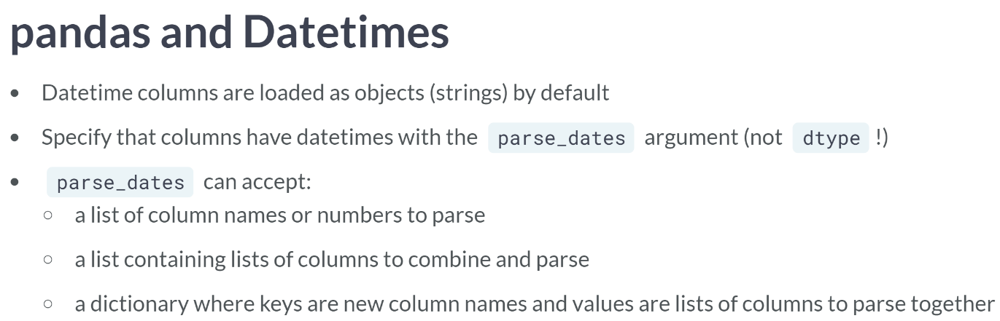 pandas and Datetimes
• Datetime columns are loaded as objects (strings) by default
• Specify that columns have datetimes with the parse_dates argument (not dtype !)
• parse_dates can accept:
○ a list of column names or numbers to parse
○ a list containing lists of columns to combine and parse
○ a dictionary where keys are new column names and values are lists of columns to parse together